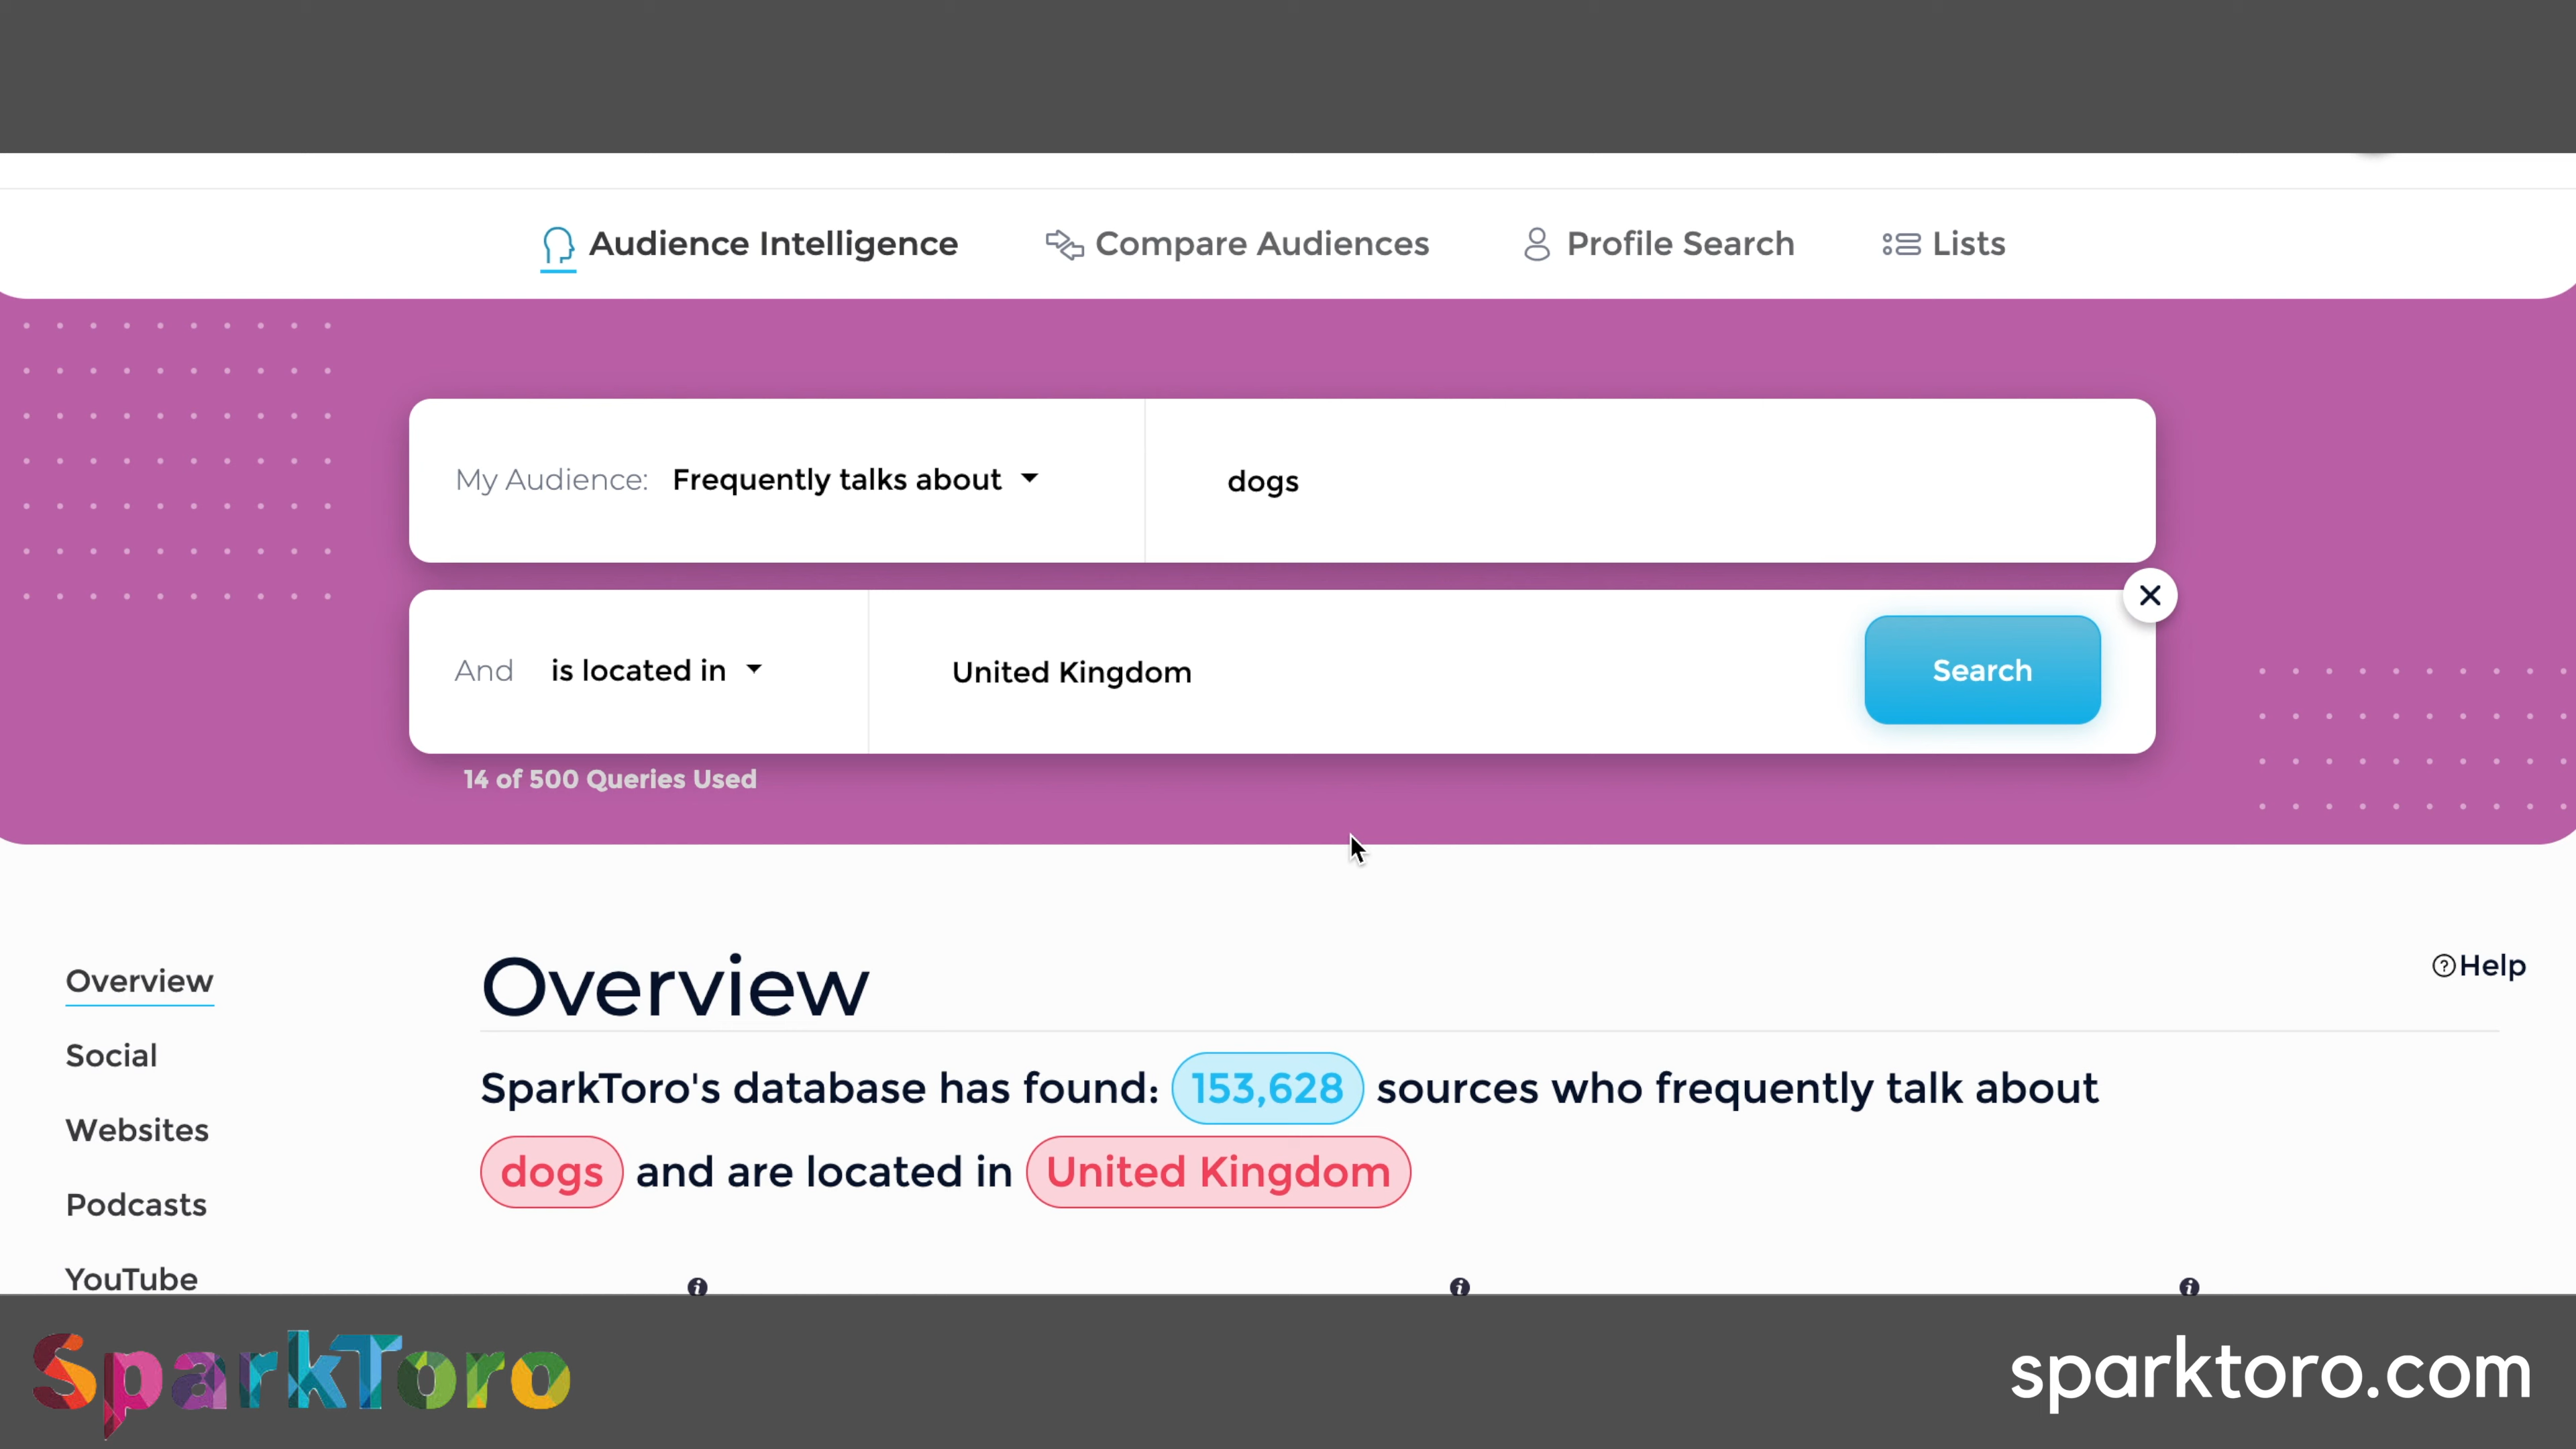 Audience Intelligence Compare Audiences Profile Search Lists
My Audience: Frequently talks about dogs
And is located in United Kingdom Search
14 of 500 Queries Used
Overview
Social
Websites
Podcasts
YouTube
Overview
Help
SparkToro's database has found: 153,628 sources who frequently talk about
dogs and are located in United Kingdom
SparkToro
sparktoro.com